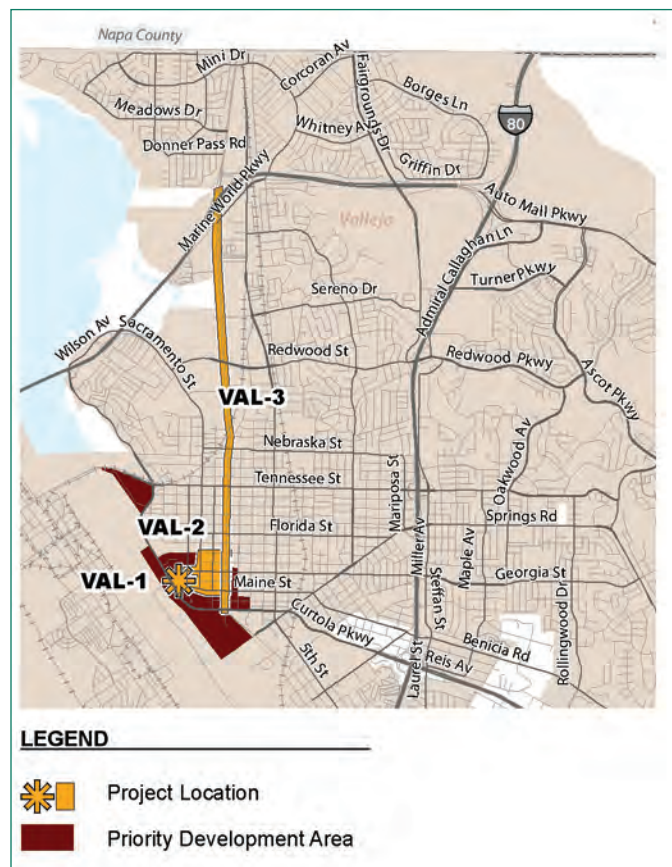 Napa County
Mini Dr
Corcoran Av
Fairgrounds Dr
Borges Ln
Meadows Dr
Whitney A
80
Donner Pass Rd
Griffin Dr
Marine World Pkwy
Auto Mall Pkwy
Vallejo
Admiral Callaghan Ln
Turner Pkwy
Sereno Dr
Wilson Av
Sacramento St
Redwood St
Redwood Pkwy
Ascot Pkwy
VAL-3
Oakwood Av
Nebraska St
Mariposa St
Tennessee St
VAL-2
Florida St
Springs Rd
Miller Av
Maple Av
VAL-1
Maine St
Georgia St
Steffan St
Rollingwood Dr
Curtola Pkwy
5th St
Benicia Rd
Laurel St
Reis Av
LEGEND
Project Location
Priority Development Area